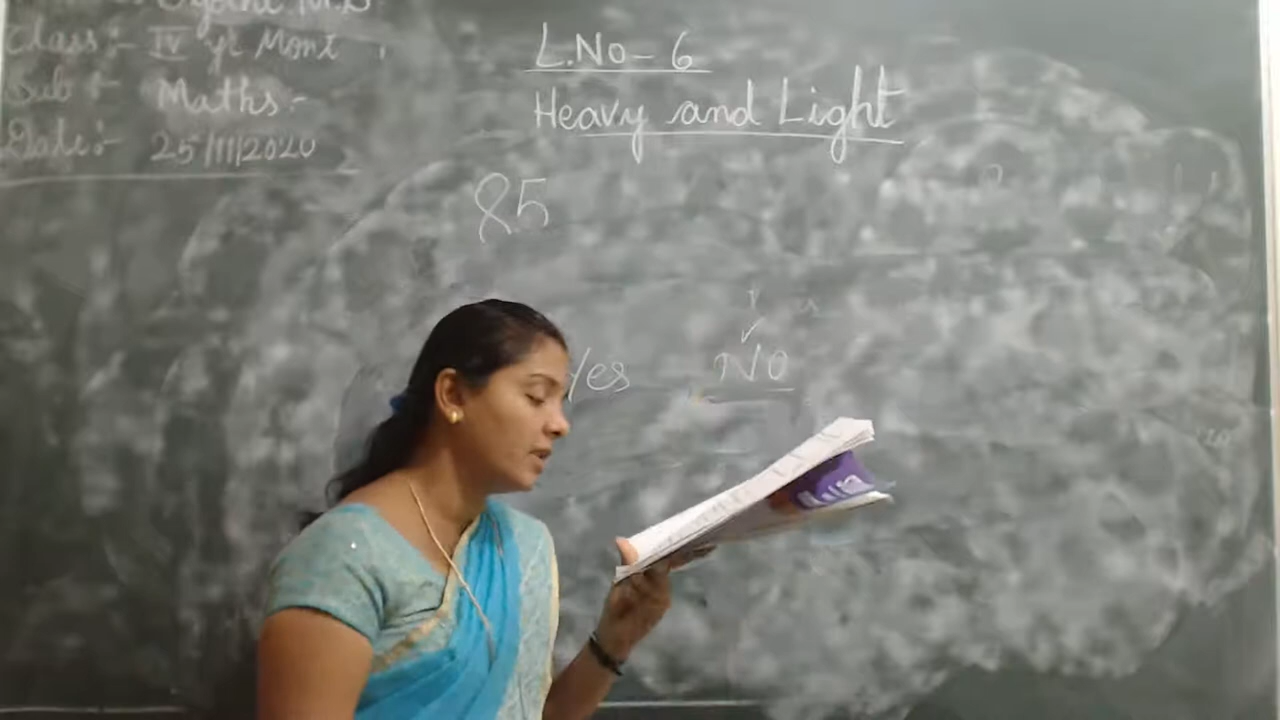 Class:- IV yr Mont
Sub :- Maths:-
Date:- 25/11/2020
L.No- 6
Heavy and Light
85
Yes NO